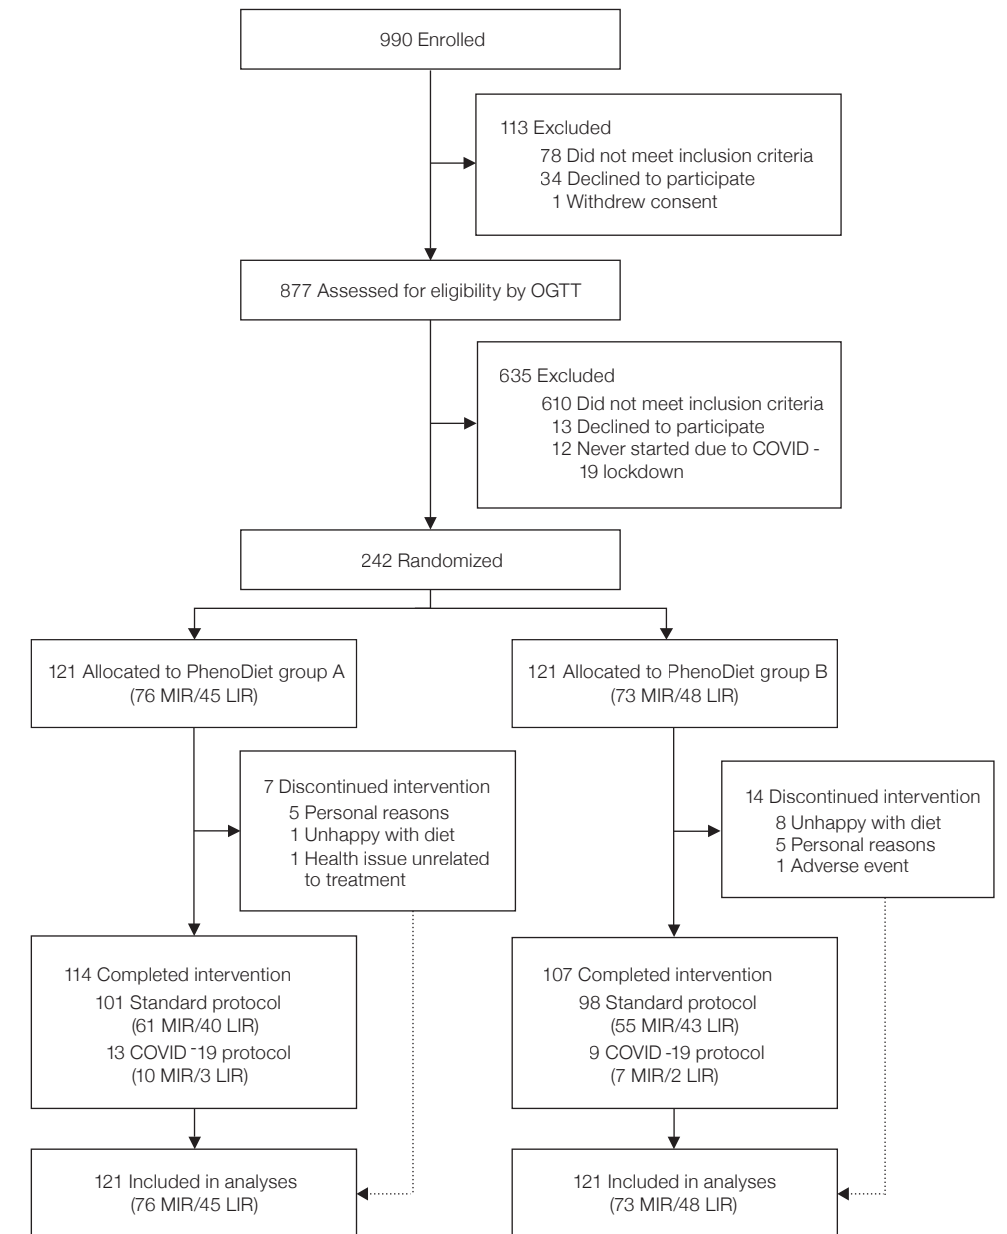 990 Enrolled
113 Excluded
78 Did not meet inclusion criteria
34 Declined to participate
1 Withdrew consent
877 Assessed for eligibility by OGTT
635 Excluded
610 Did not meet inclusion criteria
13 Declined to participate
12 Never started due to COVID -
19 lockdown
242 Randomized
121 Allocated to PhenoDiet group A
(76 MIR/45 LIR)
121 Allocated to PhenoDiet group B
(73 MIR/48 LIR)
7 Discontinued intervention
5 Personal reasons
1 Unhappy with diet
1 Health issue unrelated
to treatment
14 Discontinued intervention
8 Unhappy with diet
5 Personal reasons
1 Adverse event
114 Completed intervention
101 Standard protocol
(61 MIR/40 LIR)
13 COVID -19 protocol
(10 MIR/3 LIR)
107 Completed intervention
98 Standard protocol
(55 MIR/43 LIR)
9 COVID -19 protocol
(7 MIR/2 LIR)
121 Included in analyses
(76 MIR/45 LIR)
121 Included in analyses
(73 MIR/48 LIR)